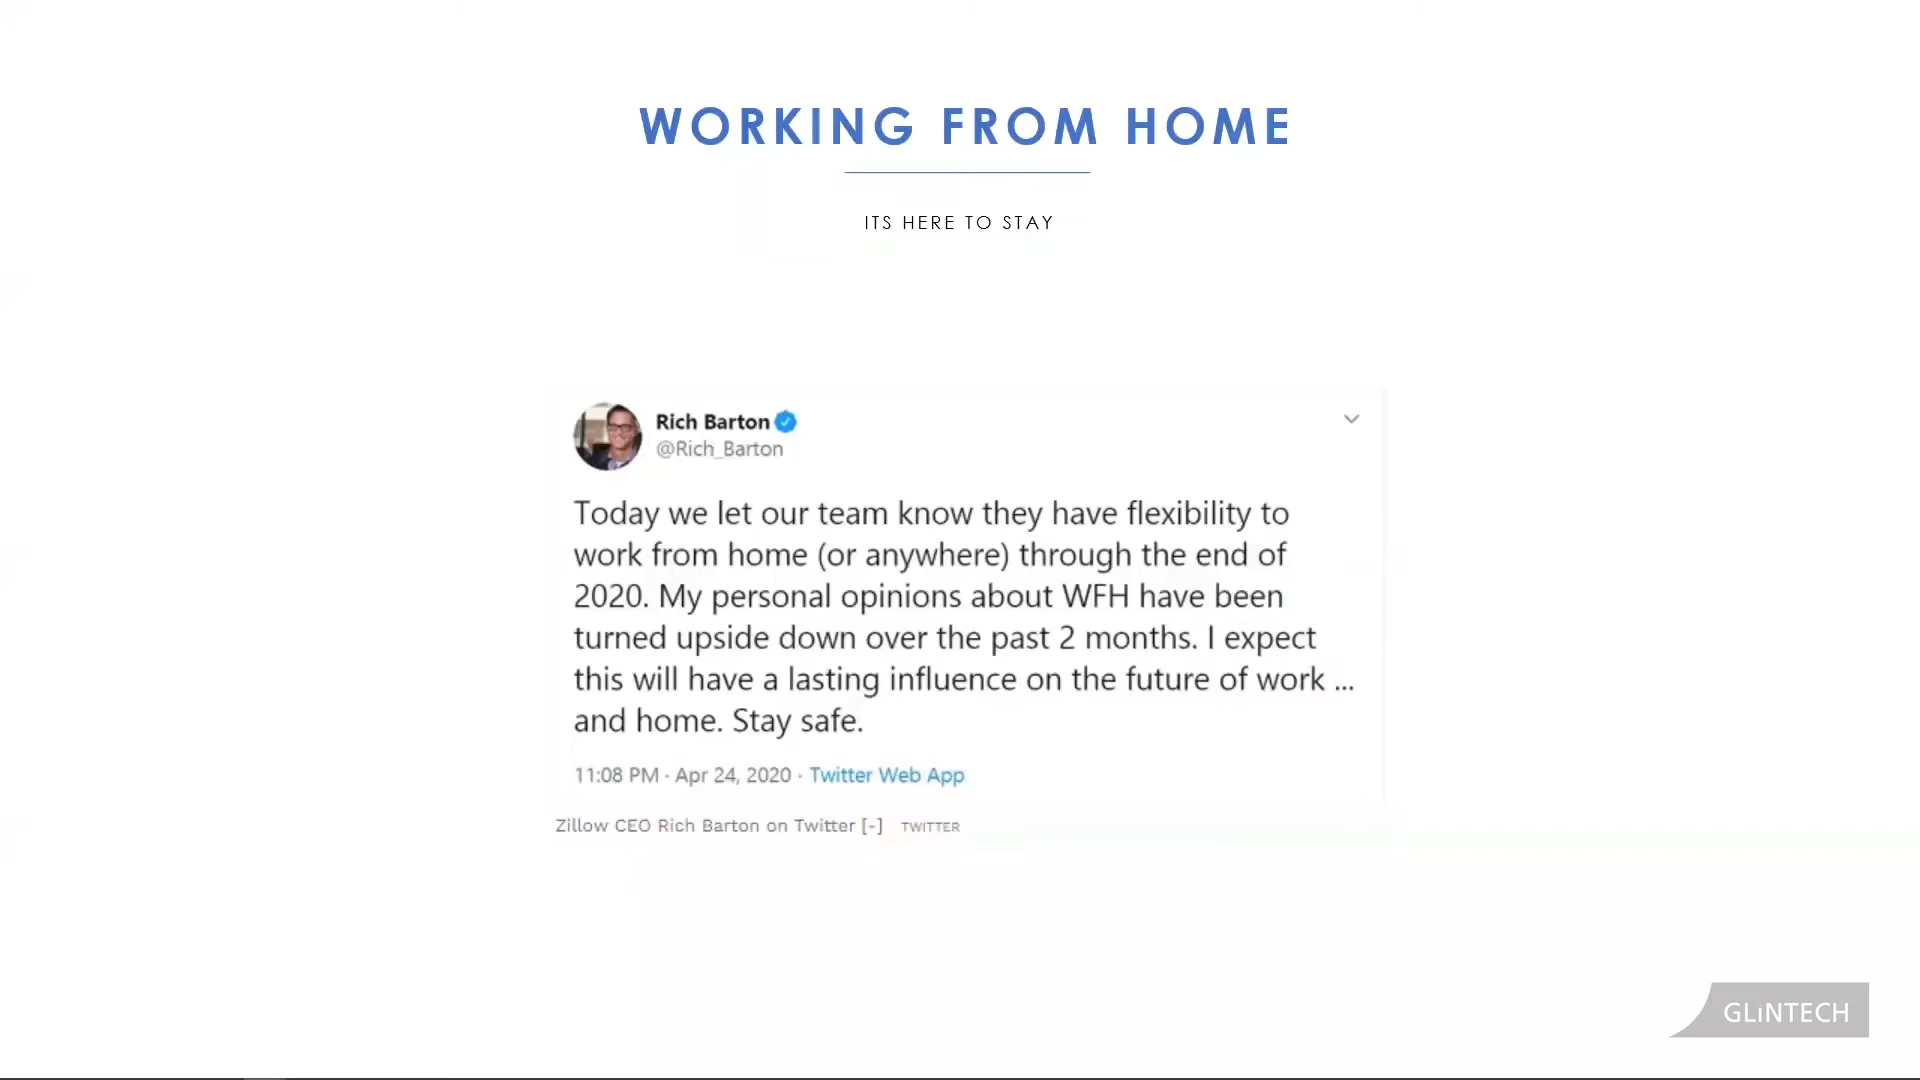 WORKING FROM HOME
ITS HERE TO STAY
Rich Barton
@Rich_Barton
Today we let our team know they have flexibility to
work from home (or anywhere) through the end of
2020. My personal opinions about WFH have been
turned upside down over the past 2 months. I expect
this will have a lasting influence on the future of work ...
and home. Stay safe.
11:08 PM · Apr 24, 2020 · Twitter Web App
Zillow CEO Rich Barton on Twitter [-] TWITTER
GLiNTECH